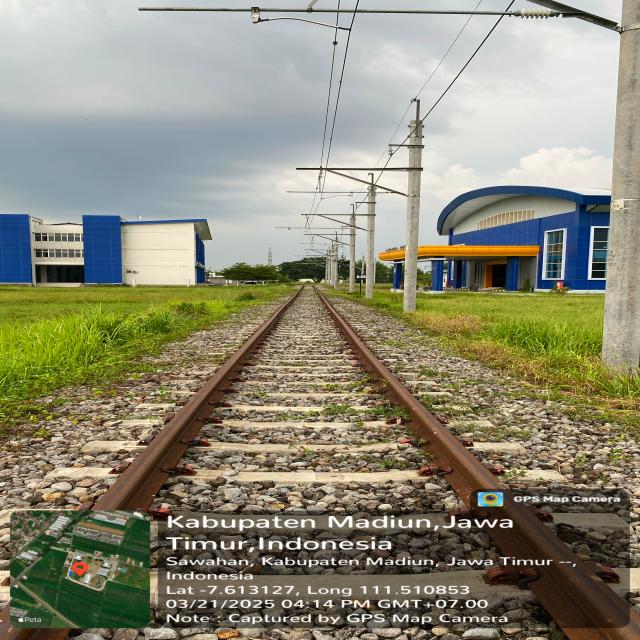 GPS Map Camera
Kabupaten Madiun,Jawa
Timur,Indonesia
Sawahan, Kabupaten Madiun, Jawa Timur --,
Indonesia
Lat -7.613127, Long 111.510853
03/21/2025 04:14 PM GMT+07.00
Note : Captured by GPS Map Camera
Peta